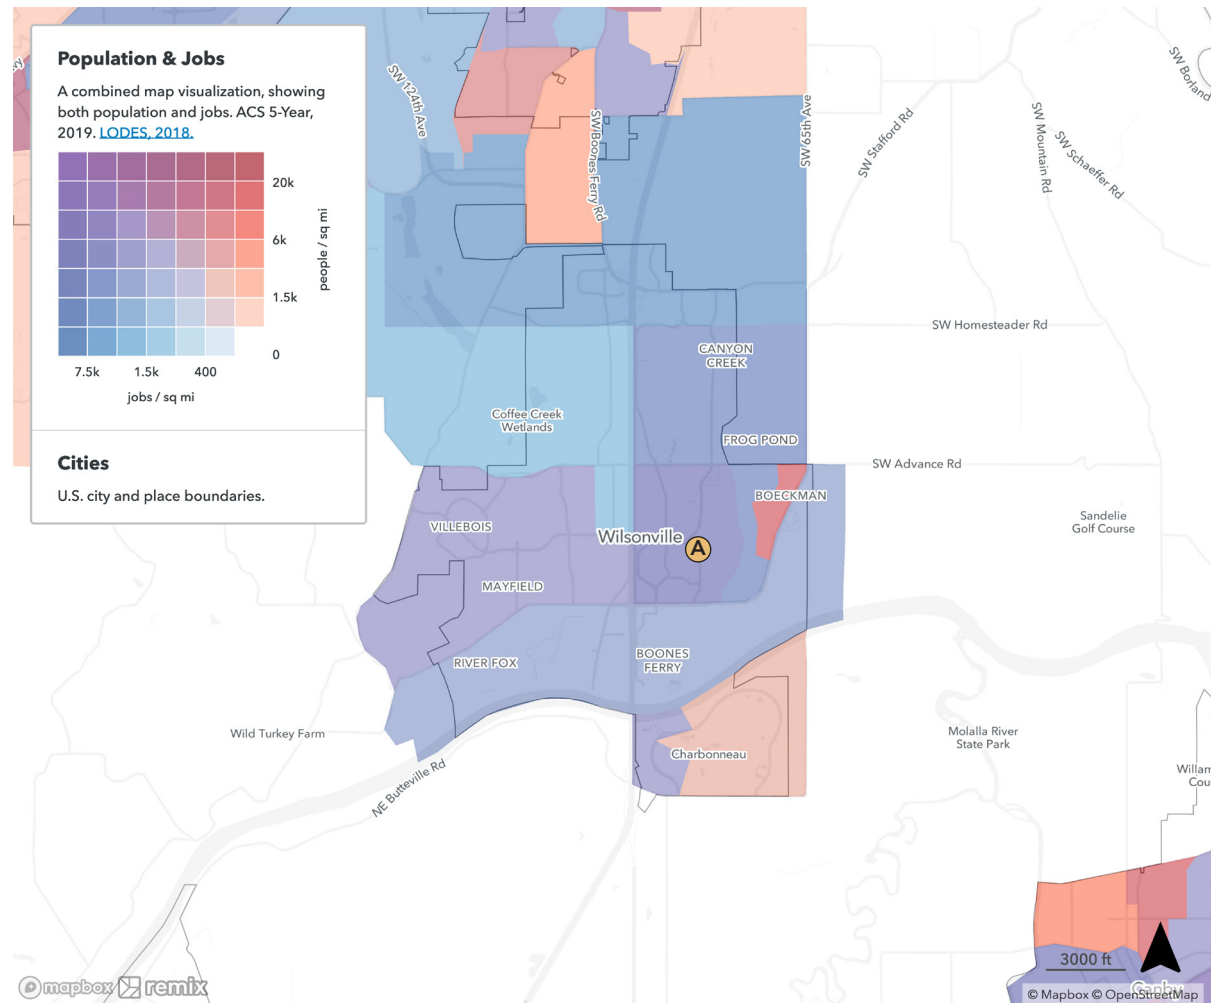 Population & Jobs
A combined map visualization, showing
both population and jobs. ACS 5-Year,
2019. LODES, 2018.
20k
6k
1.5k
0
people / sq mi
7.5k 1.5k 400
jobs / sq mi
Cities
U.S. city and place boundaries.
SW 124th Ave
SW Boones Ferry Rd
SW 65th Ave
SW Stafford Rd
SW Mountain Rd
SW Schaeffer Rd
SW Borland
SW Homesteader Rd
CANYON
CREEK
Coffee Creek
Wetlands
FROG POND
SW Advance Rd
BOECKMAN
VILLEBOIS
Sandelie
Golf Course
Wilsonville
A
MAYFIELD
RIVER FOX
BOONES
FERRY
Wild Turkey Farm
Charbonneau
Molalla River
State Park
Willam
Cou
NE Butteville Rd
3000 ft
Canby
mapbox remix
© Mapbox © OpenStreetMap